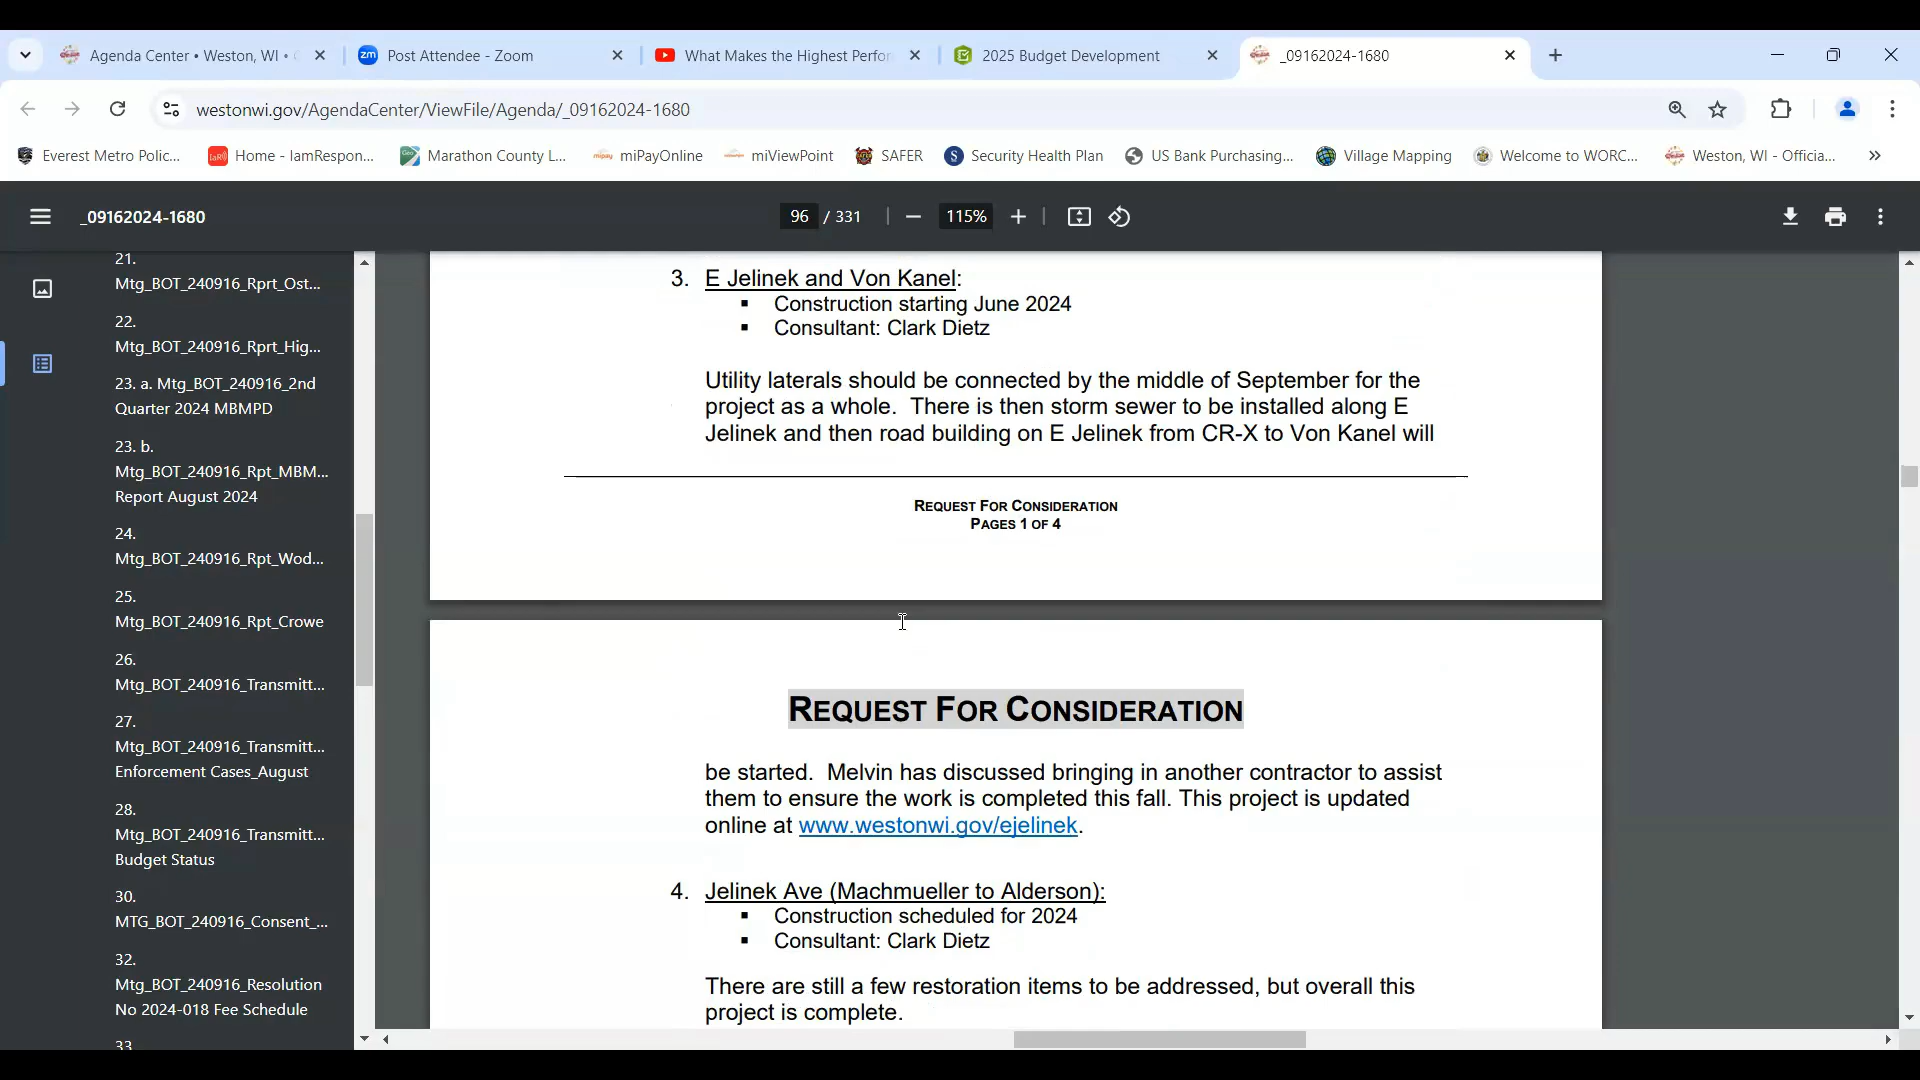 Agenda Center • Weston, WI •
Post Attendee - Zoom
What Makes the Highest Perfor
2025 Budget Development
_09162024-1680
westonwi.gov/AgendaCenter/ViewFile/Agenda/_09162024-1680
Everest Metro Polic...
Home - IamRespon...
Marathon County L...
miPayOnline
miViewPoint
SAFER
Security Health Plan
US Bank Purchasing...
Village Mapping
Welcome to WORC...
Weston, WI - Officia...
_09162024-1680
96 / 331
115%
21.
Mtg_BOT_240916_Rprt_Ost...
22.
Mtg_BOT_240916_Rprt_Hig...
23. a. Mtg_BOT_240916_2nd
Quarter 2024 MBMPD
23. b.
Mtg_BOT_240916_Rpt_MBM...
Report August 2024
24.
Mtg_BOT_240916_Rpt_Wod...
25.
Mtg_BOT_240916_Rpt_Crowe
26.
Mtg_BOT_240916_Transmitt...
27.
Mtg_BOT_240916_Transmitt...
Enforcement Cases_August
28.
Mtg_BOT_240916_Transmitt...
Budget Status
30.
MTG_BOT_240916_Consent_...
32.
Mtg_BOT_240916_Resolution
No 2024-018 Fee Schedule
33.
3. E Jelinek and Von Kanel:
▪ Construction starting June 2024
▪ Consultant: Clark Dietz
Utility laterals should be connected by the middle of September for the
project as a whole. There is then storm sewer to be installed along E
Jelinek and then road building on E Jelinek from CR-X to Von Kanel will
REQUEST FOR CONSIDERATION
PAGES 1 OF 4
REQUEST FOR CONSIDERATION
be started. Melvin has discussed bringing in another contractor to assist
them to ensure the work is completed this fall. This project is updated
online at www.westonwi.gov/ejelinek.
4. Jelinek Ave (Machmueller to Alderson):
▪ Construction scheduled for 2024
▪ Consultant: Clark Dietz
There are still a few restoration items to be addressed, but overall this
project is complete.